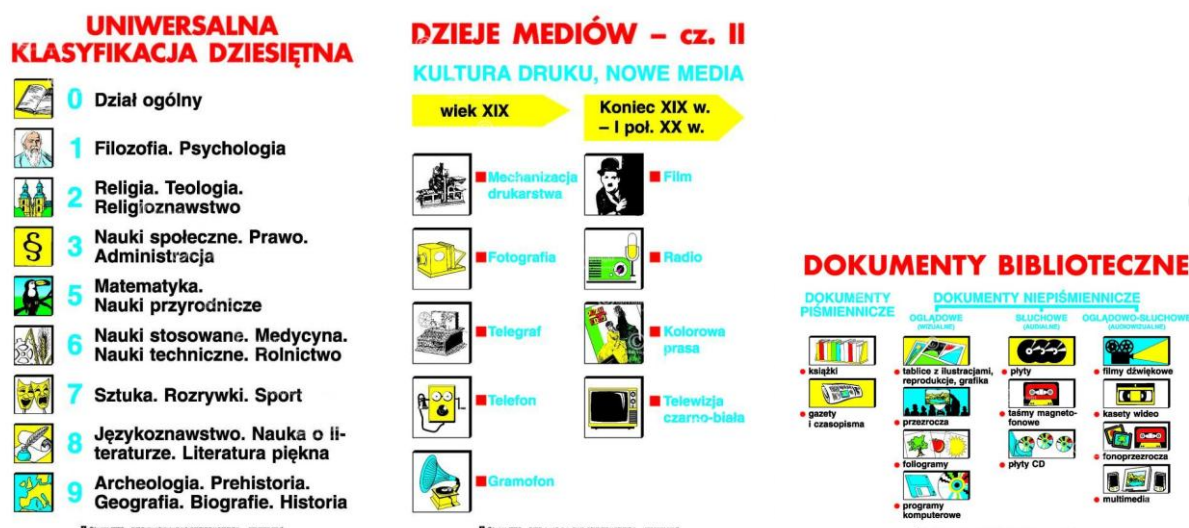 UNIWERSALNA
KLASYFIKACJA DZIESIĘTNA
0 Dział ogólny
1 Filozofia. Psychologia
2 Religia. Teologia.
Religioznawstwo
§
3 Nauki społeczne. Prawo.
Administracja
5 Matematyka.
Nauki przyrodnicze
6 Nauki stosowane. Medycyna.
Nauki techniczne. Rolnictwo
7 Sztuka. Rozrywki. Sport
8 Językoznawstwo. Nauka o li-
teraturze. Literatura piękna
9 Archeologia. Prehistoria.
Geografia. Biografie. Historia
DZIEJE MEDIÓW – cz. II
KULTURA DRUKU, NOWE MEDIA
wiek XIX
Mechanizacja
drukarstwa
Fotografia
Telegraf
Telefon
Gramofon
Koniec XIX w.
– I poł. XX w.
Film
Radio
Kolorowa
prasa
Telewizja
czarno-biała
DOKUMENTY BIBLIOTECZNE
DOKUMENTY
PIŚMIENNICZE
książki
gazety
i czasopisma
DOKUMENTY NIEPIŚMIENNICZE
OGLĄDOWE
(WIZUALNE)
tablice z ilustracjami,
reprodukcje, grafika
przezrocza
foliogramy
programy
komputerowe
SŁUCHOWE
(AUDIALNE)
płyty
taśmy magneto-
fonowe
płyty CD
OGLĄDOWO-SŁUCHOWE
(AUDIOWIZUALNE)
filmy dźwiękowe
kasety wideo
fonoprzezrocza
multimedia